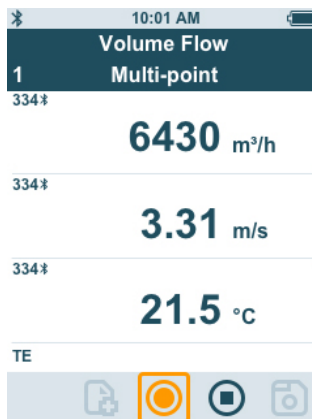 10:01 AM
Volume Flow
1 Multi-point
334
6430 m³/h
334
3.31 m/s
334
21.5 °C
TE